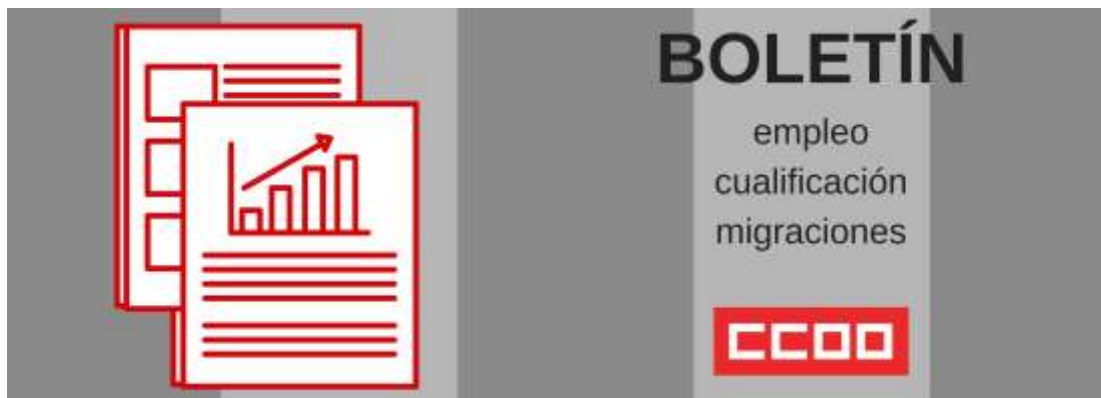 BOLETÍN
empleo
cualificación
migraciones
CCOO